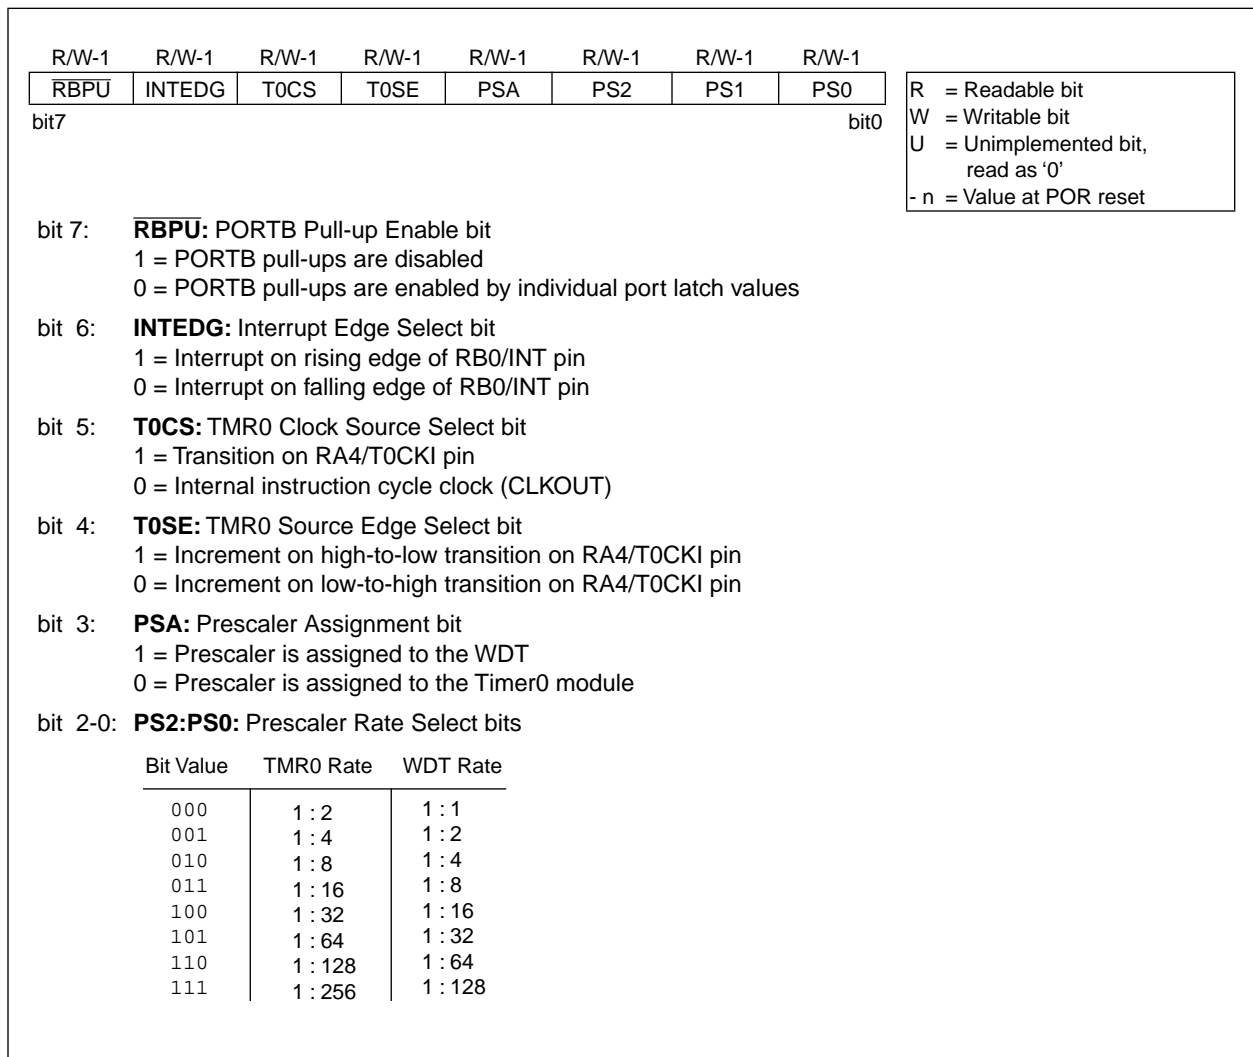 R/W-1 R/W-1 R/W-1 R/W-1 R/W-1 R/W-1 R/W-1 R/W-1
RBPU INTEDG T0CS T0SE PSA PS2 PS1 PS0
bit7 bit0
R = Readable bit
W = Writable bit
U = Unimplemented bit,
read as ‘0’
- n = Value at POR reset
bit 7: RBPU: PORTB Pull-up Enable bit
1 = PORTB pull-ups are disabled
0 = PORTB pull-ups are enabled by individual port latch values
bit 6: INTEDG: Interrupt Edge Select bit
1 = Interrupt on rising edge of RB0/INT pin
0 = Interrupt on falling edge of RB0/INT pin
bit 5: T0CS: TMR0 Clock Source Select bit
1 = Transition on RA4/T0CKI pin
0 = Internal instruction cycle clock (CLKOUT)
bit 4: T0SE: TMR0 Source Edge Select bit
1 = Increment on high-to-low transition on RA4/T0CKI pin
0 = Increment on low-to-high transition on RA4/T0CKI pin
bit 3: PSA: Prescaler Assignment bit
1 = Prescaler is assigned to the WDT
0 = Prescaler is assigned to the Timer0 module
bit 2-0: PS2:PS0: Prescaler Rate Select bits
Bit Value TMR0 Rate WDT Rate
000 1 : 2 1 : 1
001 1 : 4 1 : 2
010 1 : 8 1 : 4
011 1 : 16 1 : 8
100 1 : 32 1 : 16
101 1 : 64 1 : 32
110 1 : 128 1 : 64
111 1 : 256 1 : 128